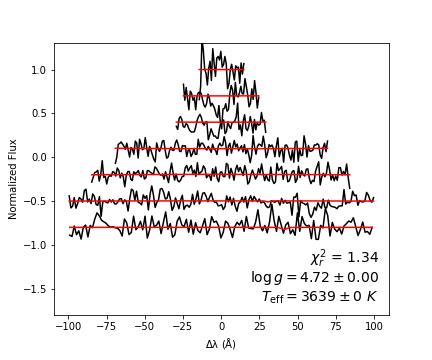 1.0
0.5
0.0
−0.5
−1.0
−1.5
Normalized Flux
χ²ᵣ = 1.34
log g = 4.72 ± 0.00
T_eff = 3639 ± 0 K
−100 −75 −50 −25 0 25 50 75 100
Δλ (Å)